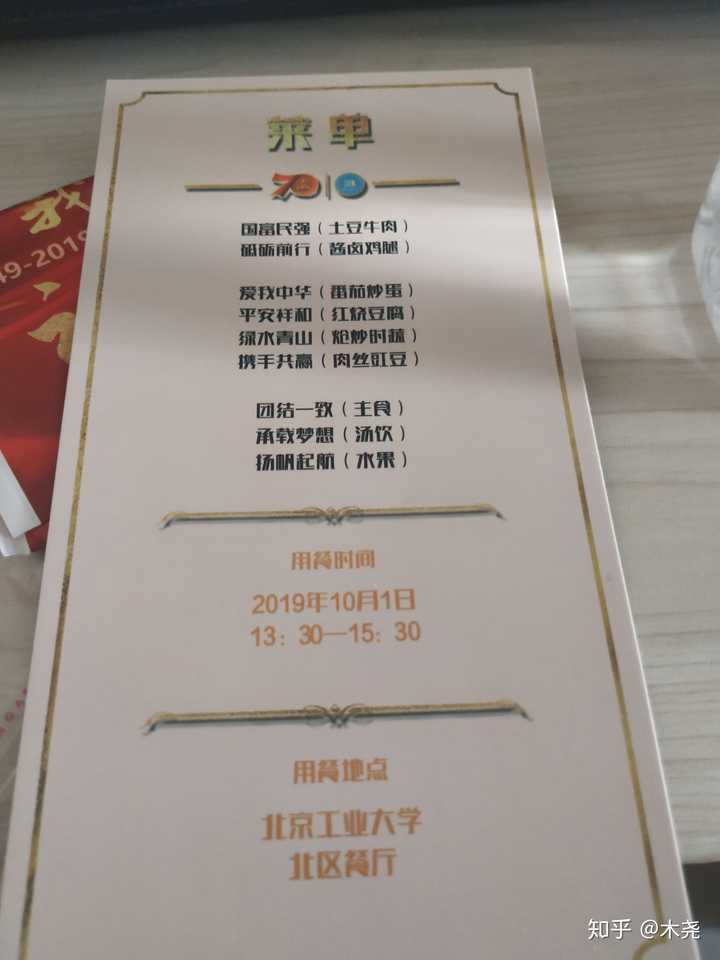 菜单
70
国富民强（土豆牛肉）
砥砺前行（酱卤鸡腿）
爱我中华（番茄炒蛋）
平安祥和（红烧豆腐）
绿水青山（炝炒时蔬）
携手共赢（肉丝豇豆）
团结一致（主食）
承载梦想（汤饮）
扬帆起航（水果）
用餐时间
2019年10月1日
13：30—15：30
用餐地点
北京工业大学
北区餐厅
我
49-2019
知乎 @木尧